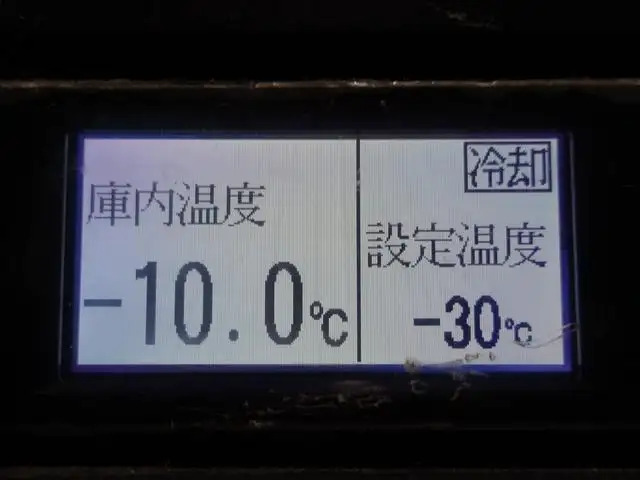 庫内温度
-10.0℃
冷却
設定温度
-30℃